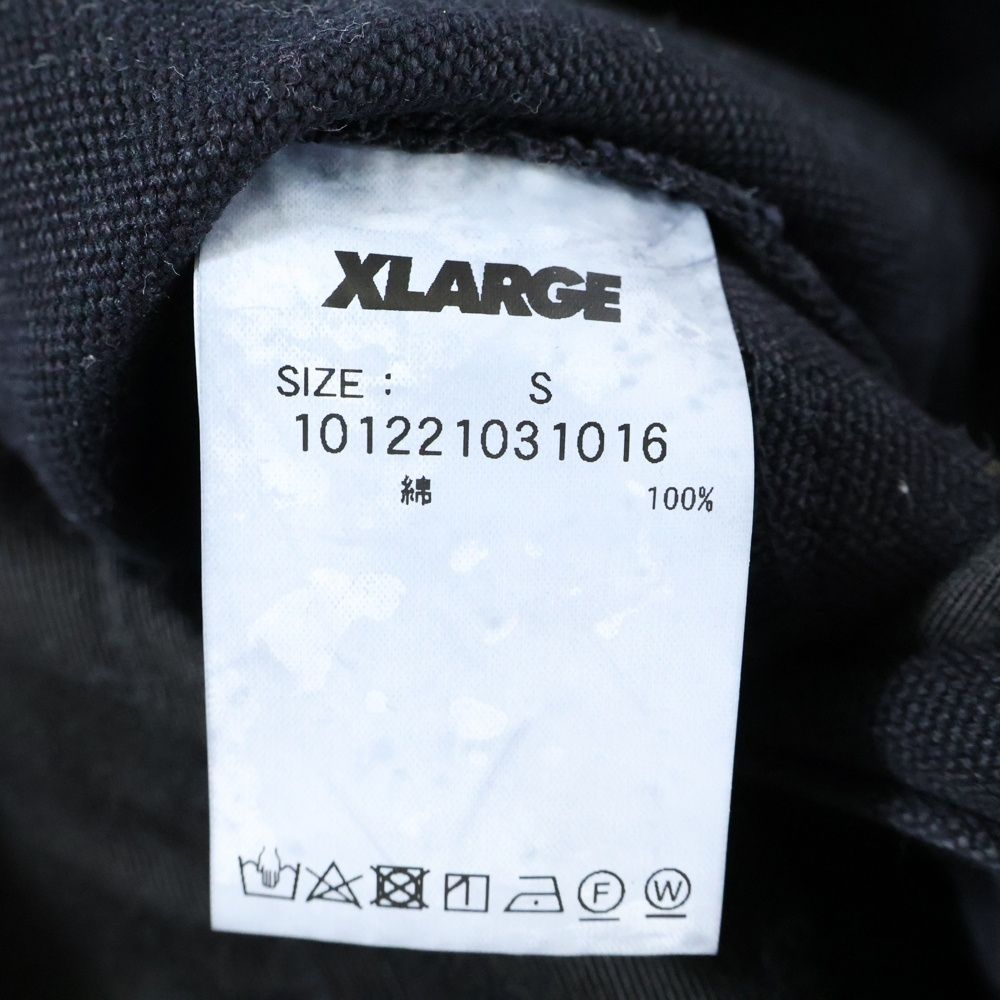 XLARGE
SIZE : S
101221031016
綿 100%
F W